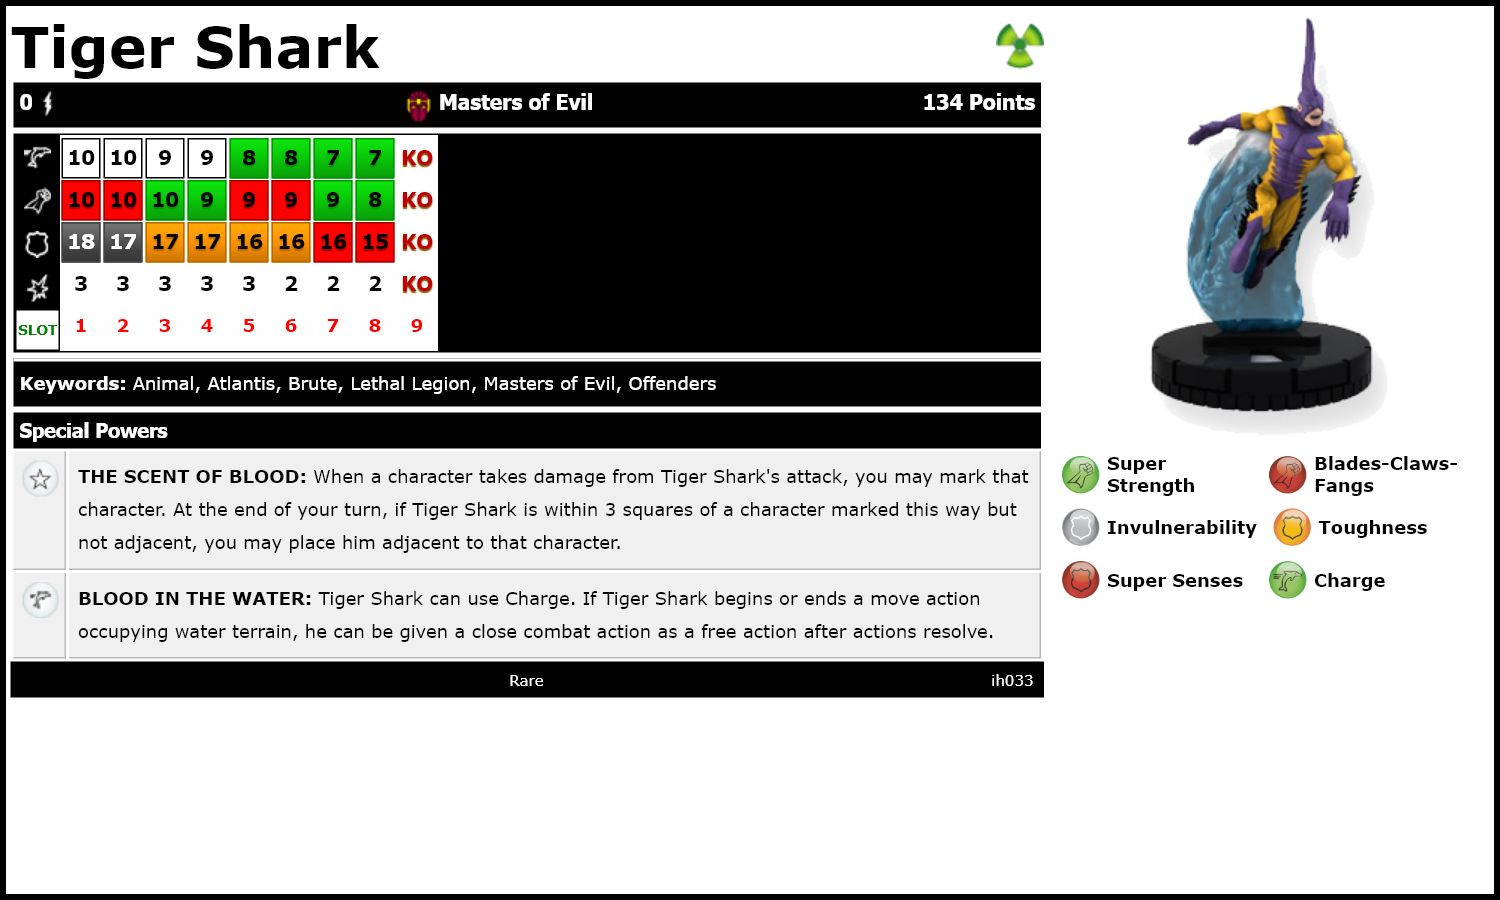 Tiger Shark
0 Masters of Evil 134 Points
10 10 9 9 8 8 7 7 KO
10 10 10 9 9 9 9 8 KO
18 17 17 17 16 16 16 15 KO
3 3 3 3 3 2 2 2 KO
SLOT 1 2 3 4 5 6 7 8 9
Keywords: Animal, Atlantis, Brute, Lethal Legion, Masters of Evil, Offenders
Special Powers
THE SCENT OF BLOOD: When a character takes damage from Tiger Shark's attack, you may mark that
character. At the end of your turn, if Tiger Shark is within 3 squares of a character marked this way but
not adjacent, you may place him adjacent to that character.
BLOOD IN THE WATER: Tiger Shark can use Charge. If Tiger Shark begins or ends a move action
occupying water terrain, he can be given a close combat action as a free action after actions resolve.
Rare ih033
Super
Strength
Blades-Claws-
Fangs
Invulnerability
Toughness
Super Senses
Charge